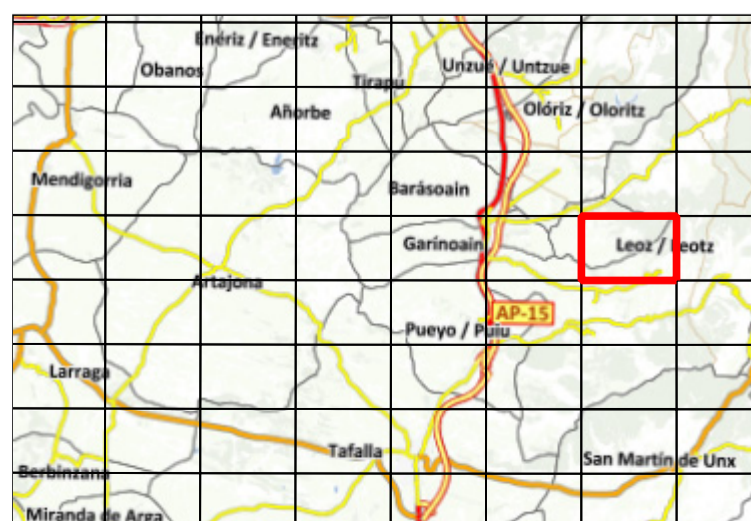 Enériz / Eneritz
Unzué / Untzue
Obanos
Tirapu
Añorbe
Olóriz / Oloritz
Mendigorria
Barásoain
Garínoain
Leoz / Leotz
Artajona
AP-15
Pueyo / Puiu
Larraga
Tafalla
San Martín de Unx
Berbinzana
Miranda de Arga